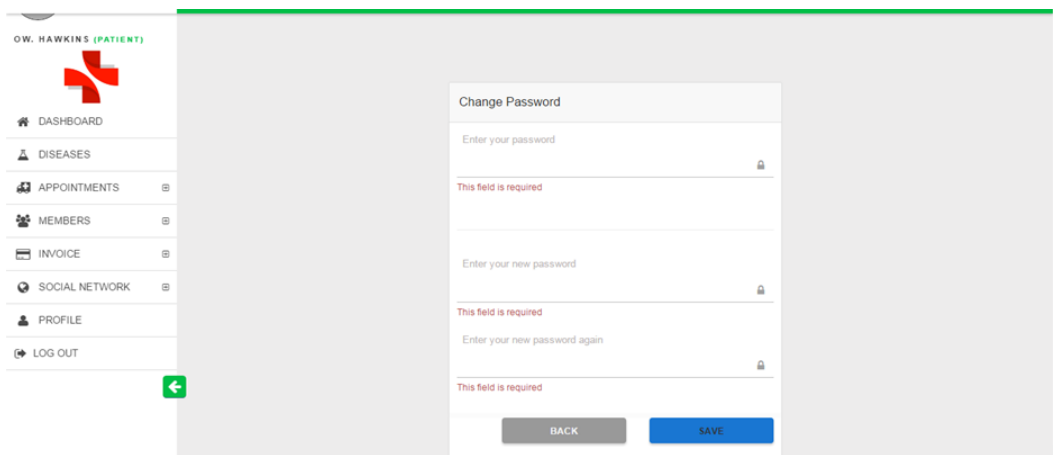 OW. HAWKINS (PATIENT)
DASHBOARD
DISEASES
APPOINTMENTS
MEMBERS
INVOICE
SOCIAL NETWORK
PROFILE
LOG OUT
Change Password
Enter your password
This field is required
Enter your new password
This field is required
Enter your new password again
This field is required
BACK SAVE